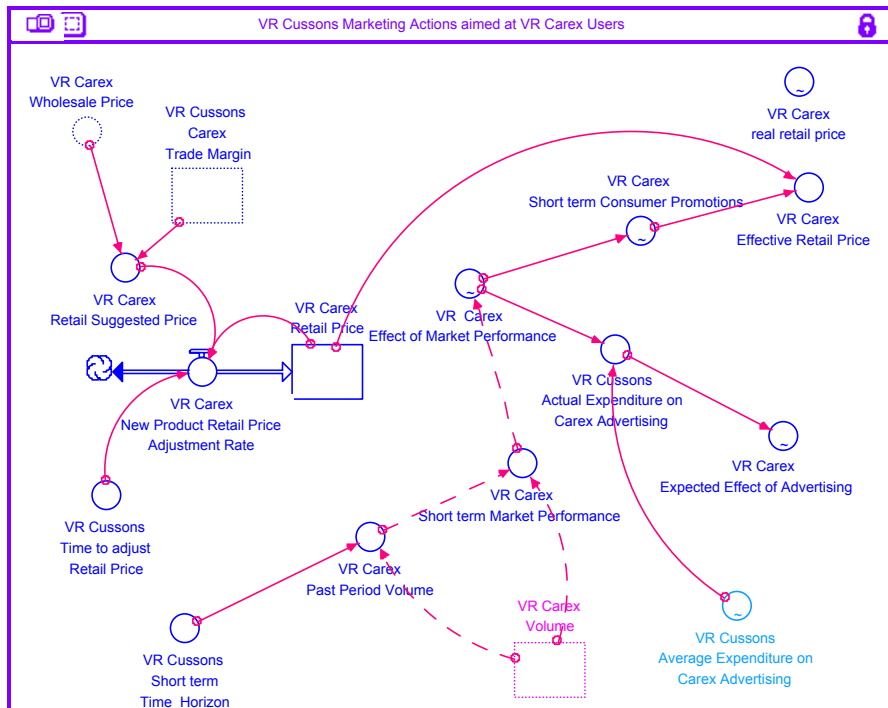 VR Cussons Marketing Actions aimed at VR Carex Users
VR Carex
Wholesale Price
VR Cussons
Carex
Trade Margin
VR Carex
real retail price
VR Carex
Short term Consumer Promotions
VR Carex
Effective Retail Price
VR Carex
Retail Suggested Price
VR Carex
Retail Price
VR  Carex
Effect of Market Performance
VR Cussons
Actual Expenditure on
Carex Advertising
VR Carex
New Product Retail Price
Adjustment Rate
VR Carex
Expected Effect of Advertising
VR Carex
Short term Market Performance
VR Cussons
Time to adjust
Retail Price
VR Carex
Past Period Volume
VR Carex
Volume
VR Cussons
Short term
Time  Horizon
VR Cussons
Average Expenditure on
Carex Advertising
~
~
~
~
~